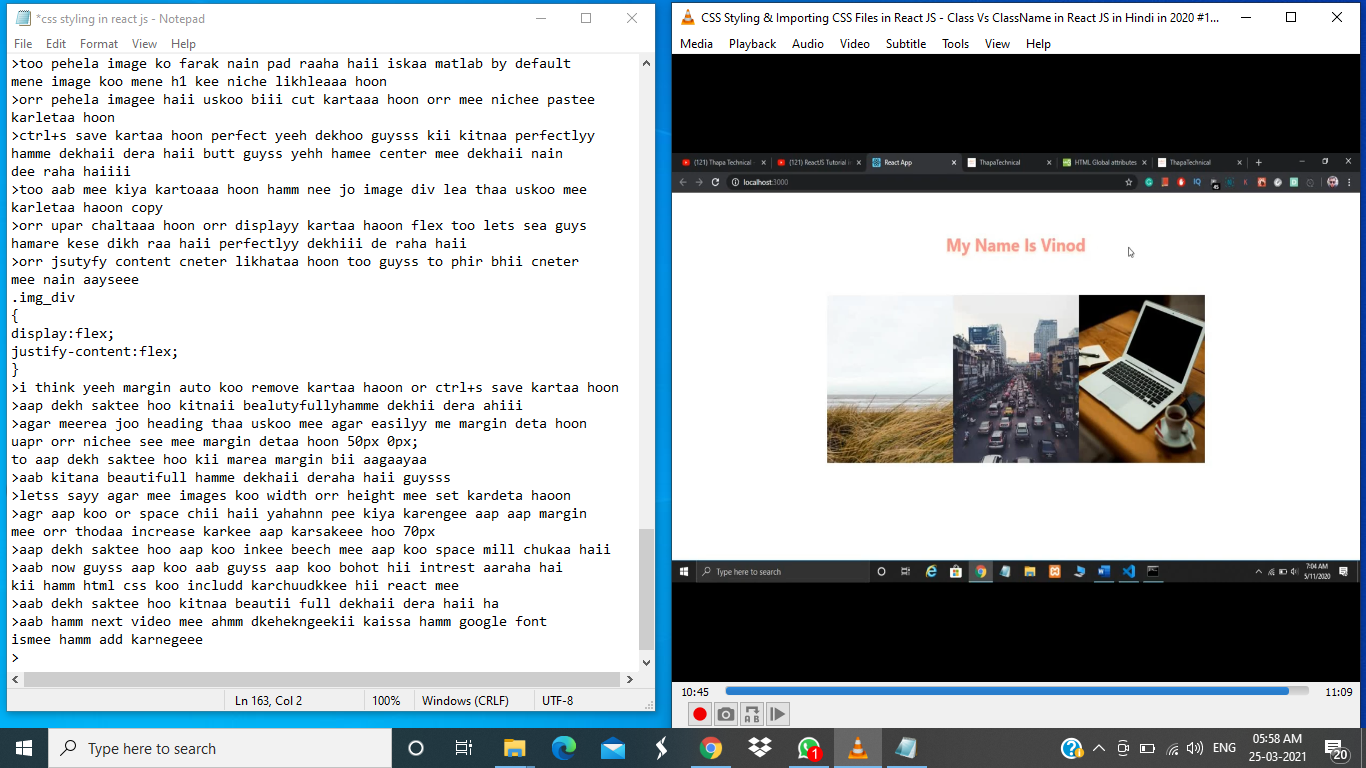 *css styling in react js - Notepad
File Edit Format View Help
>too pehela image ko farak nain pad raaha haii iskaa matlab by default
mene image koo mene h1 kee niche likhleaaa hoon
>orr pehela imagee haii uskoo biii cut kartaaa hoon orr mee nichee pastee
karletaa hoon
>ctrl+s save kartaa hoon perfect yeeh dekhoo guysss kii kitnaa perfectlyy
hamme dekhaii dera haii butt guyss yehh hamee center mee dekhaii nain
dee raha haiiii
>too aab mee kiya kartoaaa hoon hamm nee jo image div lea thaa uskoo mee
karletaa haoon copy
>orr upar chaltaaa hoon orr displayy kartaa haoon flex too lets sea guys
hamare kese dikh raa haii perfectlyy dekhiii de raha haii
>orr jsutyfy content cneter likhataa hoon too guyss to phir bhii cneter
mee nain aayseee
.img_div
{
display:flex;
justify-content:flex;
}
>i think yeeh margin auto koo remove kartaa haoon or ctrl+s save kartaa hoon
>aap dekh saktee hoo kitnaii bealutyfullyhamme dekhii dera ahiii
>agar meerea joo heading thaa uskoo mee agar easilyy me margin deta hoon
uapr orr nichee see mee margin detaa hoon 50px 0px;
to aap dekh saktee hoo kii marea margin bii aagaayaa
>aab kitana beautifull hamme dekhaii deraha haii guysss
>letss sayy agar mee images koo width orr height mee set kardeta haoon
>agr aap koo or space chii haii yahahnn pee kiya karengee aap aap margin
mee orr thodaa increase karkee aap karsakeee hoo 70px
>aap dekh saktee hoo aap koo inkee beech mee aap koo space mill chukaa haii
>aab now guyss aap koo aab guyss aap koo bohot hii intrest aaraha hai
kii hamm html css koo includd karchuudkkee hii react mee
>aab dekh saktee hoo kitnaa beautii full dekhaii dera haii ha
>aab hamm next video mee ahmm dkehekngeekii kaissa hamm google font
ismee hamm add karnegeee
>
Ln 163, Col 2 100% Windows (CRLF) UTF-8
CSS Styling & Importing CSS Files in React JS - Class Vs ClassName in React JS in Hindi in 2020 #1...
Media Playback Audio Video Subtitle Tools View Help
(121) Thapa Technical (121) ReactJS Tutorial React App ThapaTechnical HTML Global attributes ThapaTechnical
localhost:3000
My Name Is Vinod
Type here to search
7:04 AM
5/11/2020
10:45 11:09
Type here to search
ENG
05:58 AM
25-03-2021
1
20